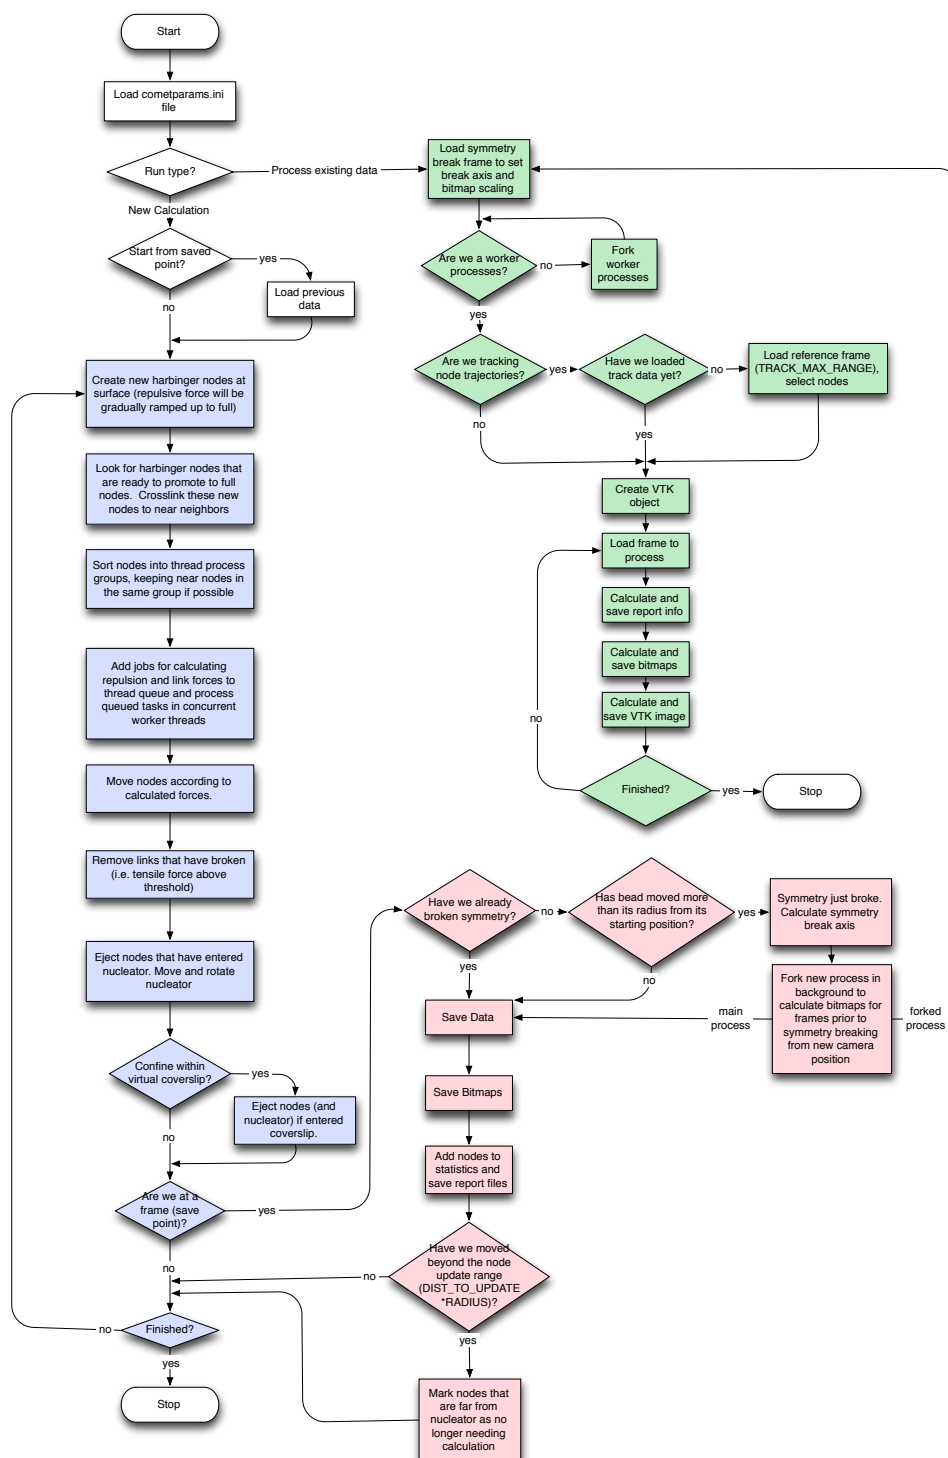 Start
Load cometparams.ini
file
Run type?
Process existing data
New Calculation
Start from saved
point?
yes
Load previous
data
no
Create new harbinger nodes at
surface (repulsive force will be
gradually ramped up to full)
Look for harbinger nodes that
are ready to promote to full
nodes.  Crosslink these new
nodes to near neighbors
Sort nodes into thread process
groups, keeping near nodes in
the same group if possible
Add jobs for calculating
repulsion and link forces to
thread queue and process
queued tasks in concurrent
worker threads
Move nodes according to
calculated forces.
Remove links that have broken
(i.e. tensile force above
threshold)
Eject nodes that have entered
nucleator. Move and rotate
nucleator
Confine within
virtual coverslip?
yes
Eject nodes (and
nucleator) if entered
coverslip.
no
Are we at a
frame (save
point)?
yes
no
Finished?
no
yes
Stop
Load symmetry
break frame to set
break axis and
bitmap scaling
Are we a worker
processes?
no
Fork
worker
processes
yes
Are we tracking
node trajectories?
yes
Have we loaded
track data yet?
no
Load reference frame
(TRACK_MAX_RANGE),
select nodes
no
yes
Create VTK
object
Load frame to
process
Calculate and
save report info
Calculate and
save bitmaps
Calculate and
save VTK image
no
Finished?
yes
Stop
Have we already
broken symmetry?
no
Has bead moved more
than its radius from its
starting position?
yes
Symmetry just broke.
Calculate symmetry
break axis
yes
no
Fork new process in
background to
calculate bitmaps for
frames prior to
symmetry breaking
from new camera
position
main
process
forked
process
Save Data
Save Bitmaps
Add nodes to
statistics and
save report files
Have we moved
beyond the node
update range
(DIST_TO_UPDATE
*RADIUS)?
no
yes
Mark nodes that
are far from
nucleator as no
longer needing
calculation